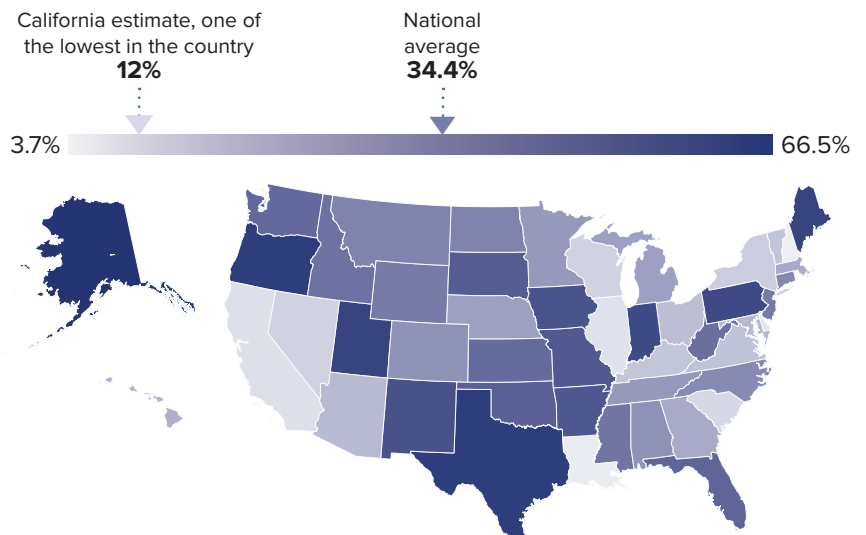 California estimate, one of
the lowest in the country
12%
National
average
34.4%
3.7%
66.5%